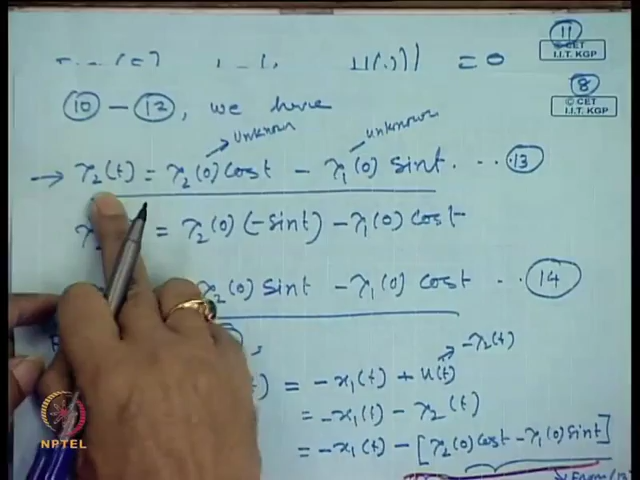 11
© CET
I.I.T. KGP
= 0
8
© CET
I.I.T. KGP
10 – 12, we have
unknown unknown
→ λ₂(t) = λ₂(0) cost – λ₁(0) sint. ... 13
= λ₂(0) (-sint) – λ₁(0) cost
λ₂(0) sint – λ₁(0) cost . .. 14
-λ₂(t)
= -x₁(t) + u(t)
= -x₁(t) – λ₂(t)
= -x₁(t) – [λ₂(0) cost – λ₁(0) sint]
From (13)
NPTEL